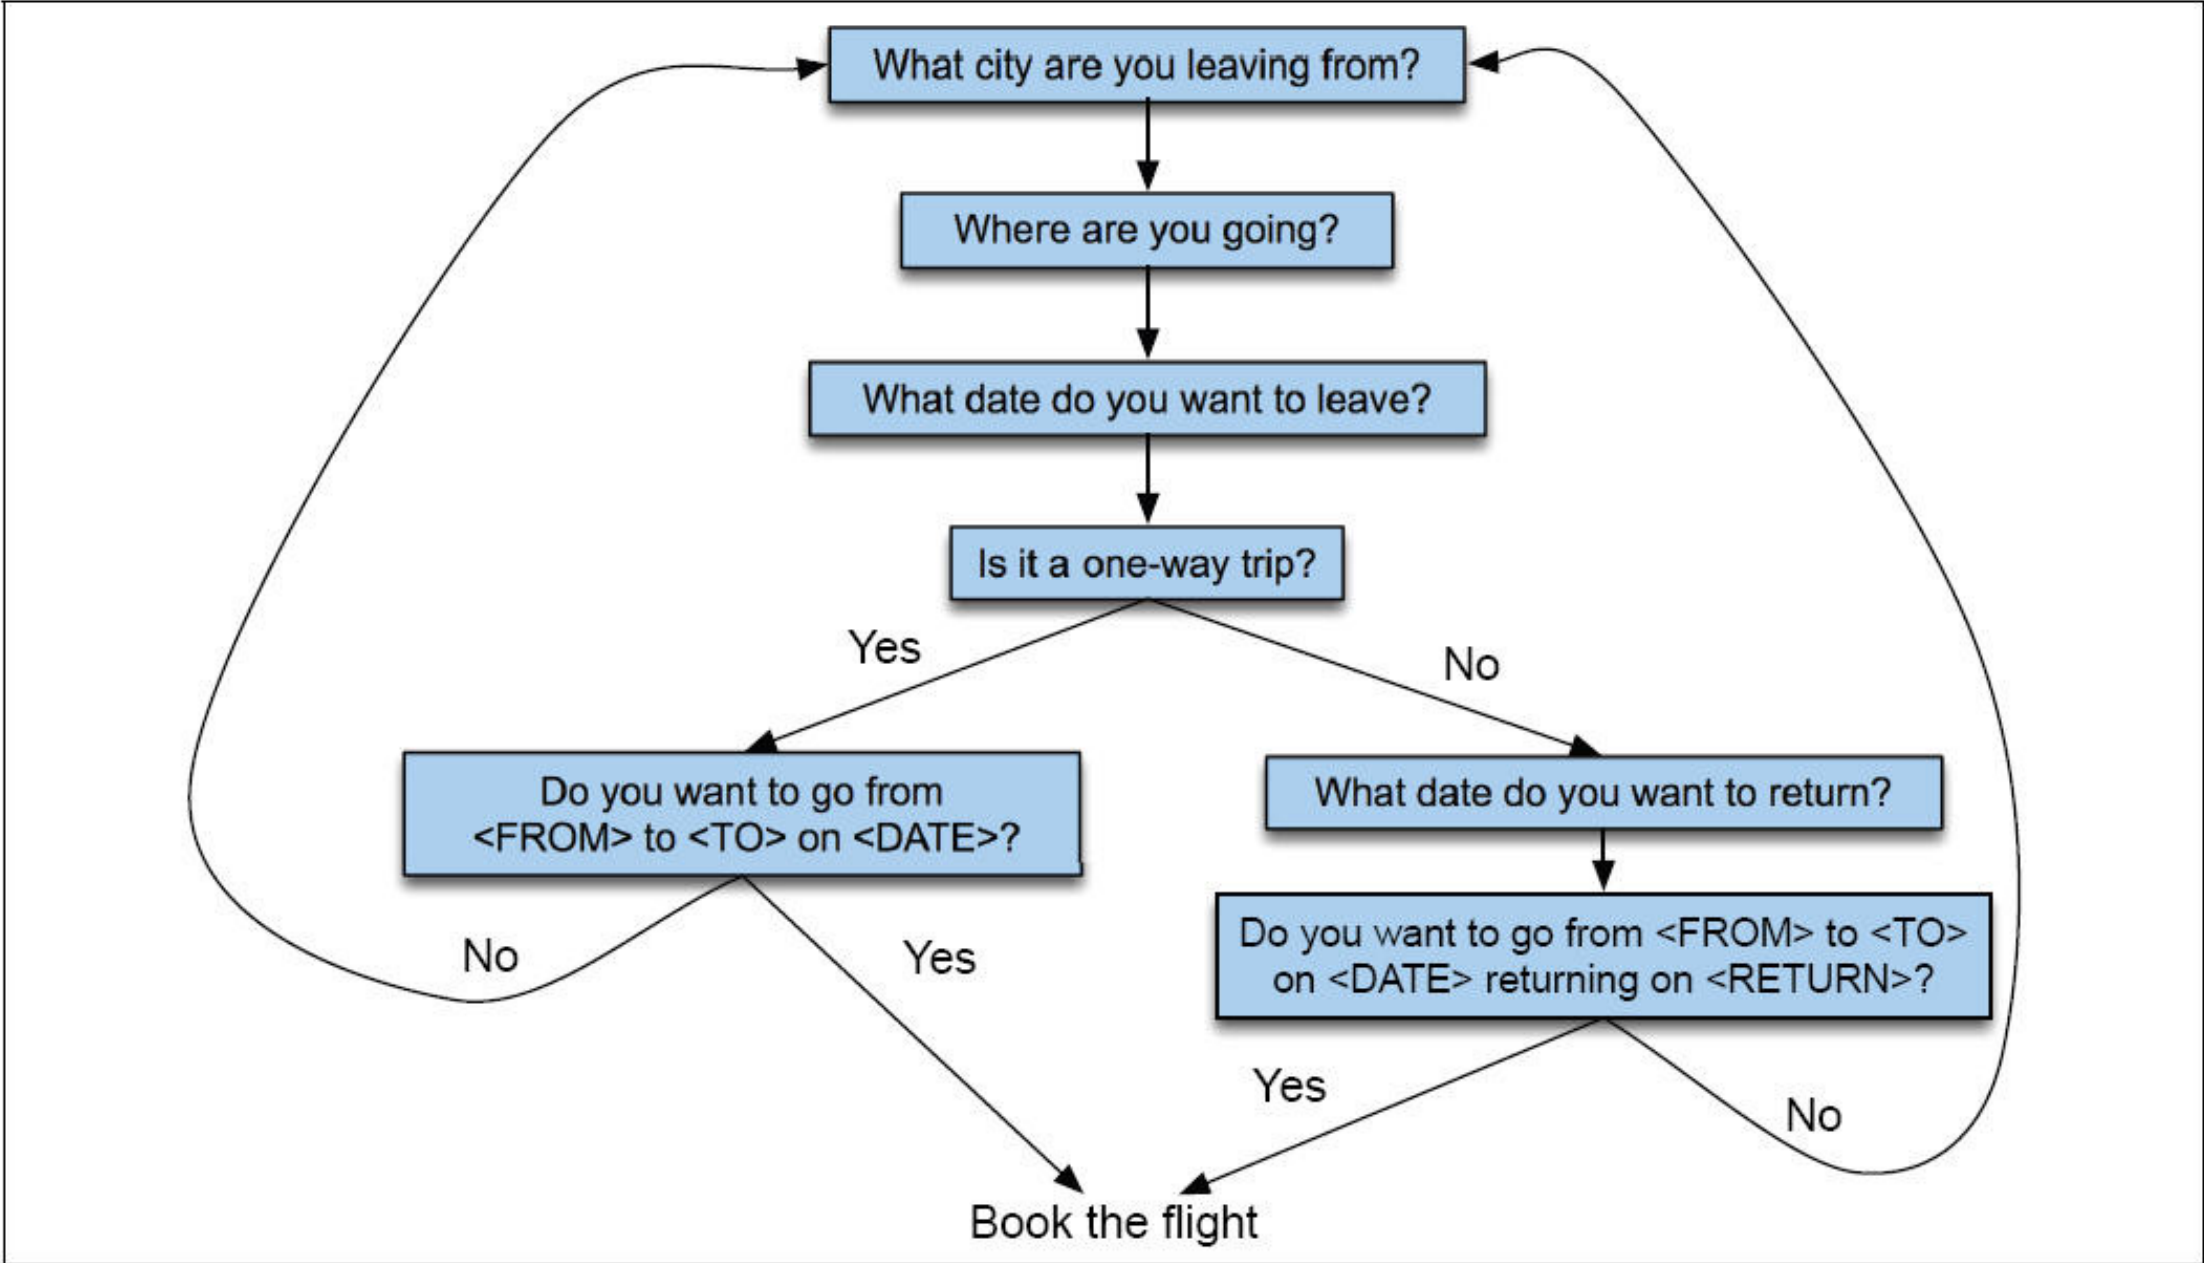 What city are you leaving from?
Where are you going?
What date do you want to leave?
Is it a one-way trip?
Yes
No
Do you want to go from
<FROM> to <TO> on <DATE>?
What date do you want to return?
Do you want to go from <FROM> to <TO>
on <DATE> returning on <RETURN>?
No
Yes
Yes
No
Book the flight